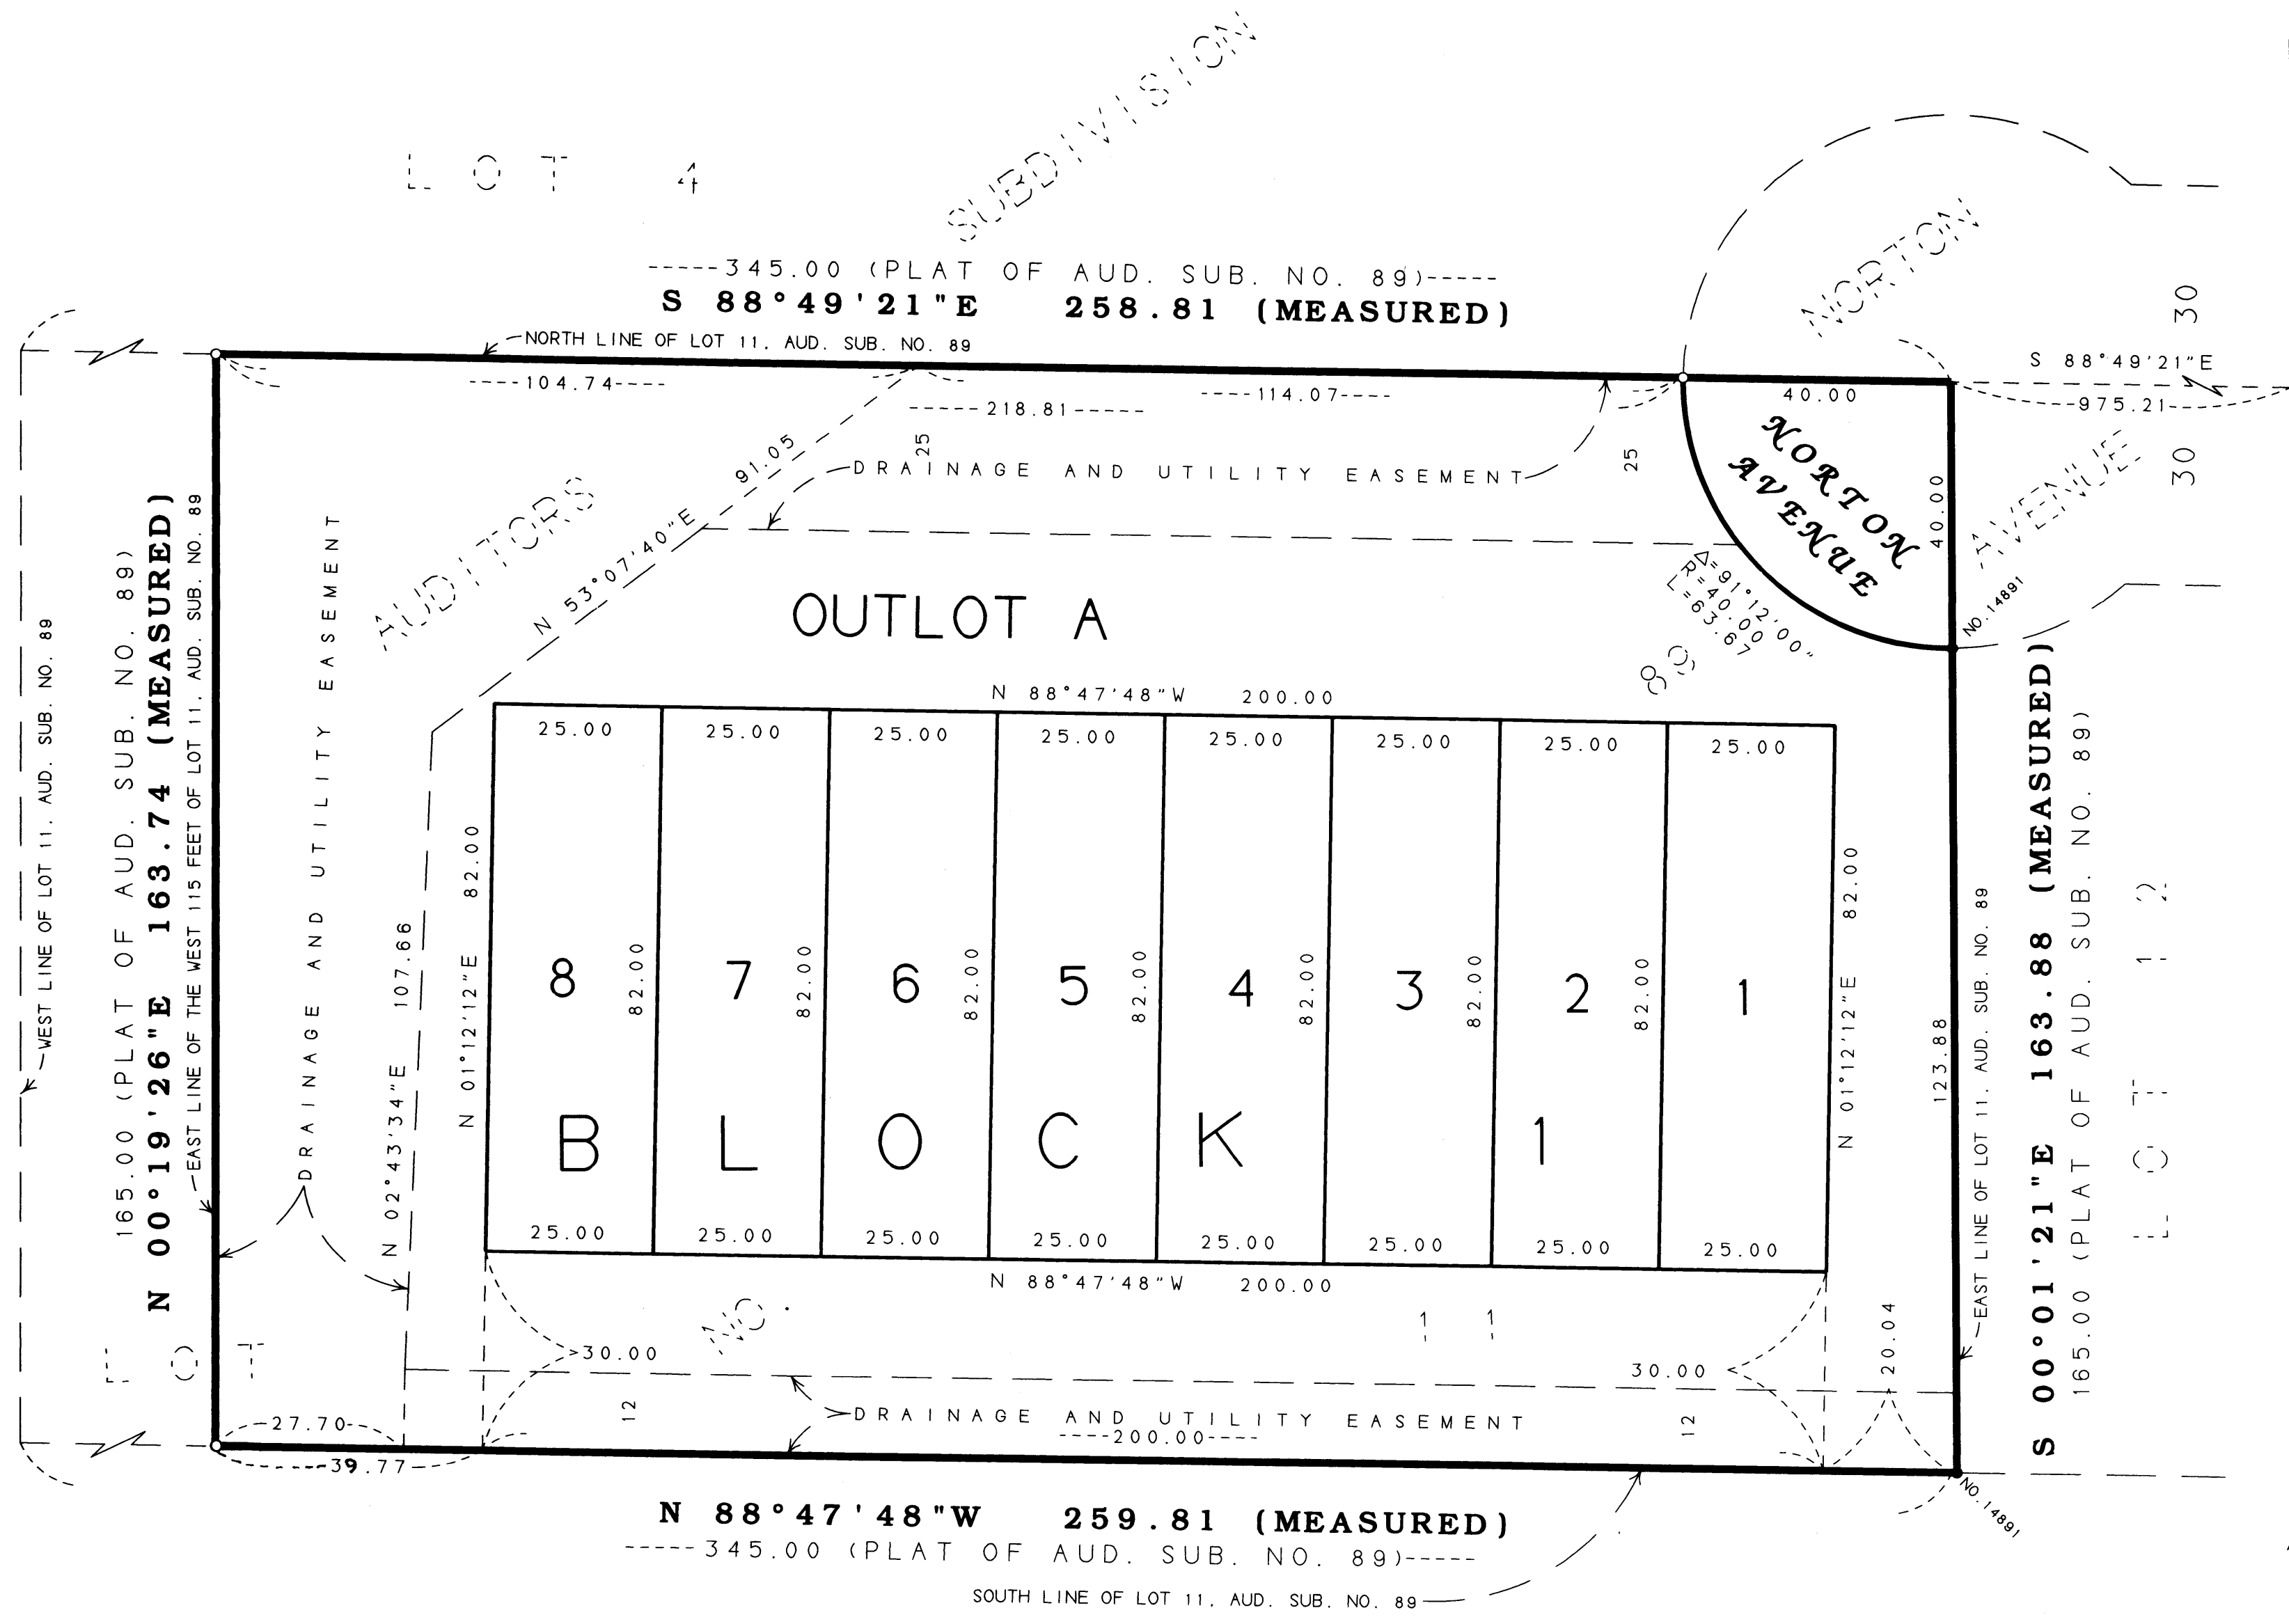 LOT 4
SUBDIVISION
-----345.00 (PLAT OF AUD. SUB. NO. 89)-----
S 88°49'21"E 258.81 (MEASURED)
NORTH LINE OF LOT 11, AUD. SUB. NO. 89
NORTON
30
S 88°49'21"E
975.21
30
----104.74----
-----218.81-----
----114.07----
40.00
NORTON
AVENUE
40.00
AVENUE
NO. 14891
25
25
91.05
N 53°07'40"E
DRAINAGE AND UTILITY EASEMENT
AUDITORS
Δ=91°12'00"
R=40.00
L=63.67
89
OUTLOT A
WEST LINE OF LOT 11, AUD. SUB. NO. 89
165.00 (PLAT OF AUD. SUB. NO. 89)
N 00°19'26"E 163.74 (MEASURED)
EAST LINE OF THE WEST 115 FEET OF LOT 11, AUD. SUB. NO. 89
DRAINAGE AND UTILITY EASEMENT
N 02°43'34"E 107.66
N 01°12'12"E 82.00
N 88°47'48"W 200.00
25.00 25.00 25.00 25.00 25.00 25.00 25.00 25.00
8 7 6 5 4 3 2 1
82.00 82.00 82.00 82.00 82.00 82.00 82.00
BLOCK 1
25.00 25.00 25.00 25.00 25.00 25.00 25.00 25.00
N 88°47'48"W 200.00
N 01°12'12"E 82.00
123.88
EAST LINE OF LOT 11, AUD. SUB. NO. 89
S 00°01'21"E 163.88 (MEASURED)
165.00 (PLAT OF AUD. SUB. NO. 89)
LOT 12
LOT
NO.
11
30.00
30.00
20.04
12
12
DRAINAGE AND UTILITY EASEMENT
----200.00----
27.70
39.77
NO. 14891
N 88°47'48"W 259.81 (MEASURED)
-----345.00 (PLAT OF AUD. SUB. NO. 89)-----
SOUTH LINE OF LOT 11, AUD. SUB. NO. 89